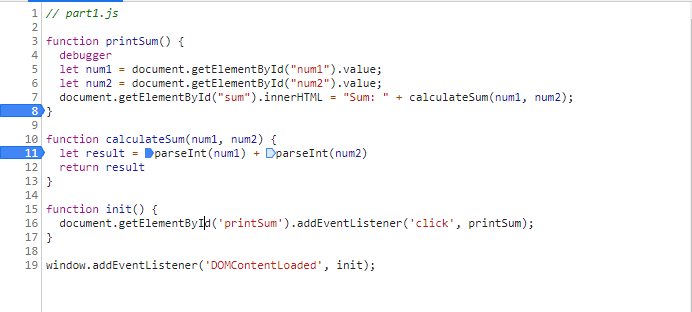 1 // part1.js
2
3 function printSum() {
4   debugger
5   let num1 = document.getElementById("num1").value;
6   let num2 = document.getElementById("num2").value;
7   document.getElementById("sum").innerHTML = "Sum: " + calculateSum(num1, num2);
8 }
9
10 function calculateSum(num1, num2) {
11   let result = parseInt(num1) + parseInt(num2)
12   return result
13 }
14
15 function init() {
16   document.getElementById('printSum').addEventListener('click', printSum);
17 }
18
19 window.addEventListener('DOMContentLoaded', init);